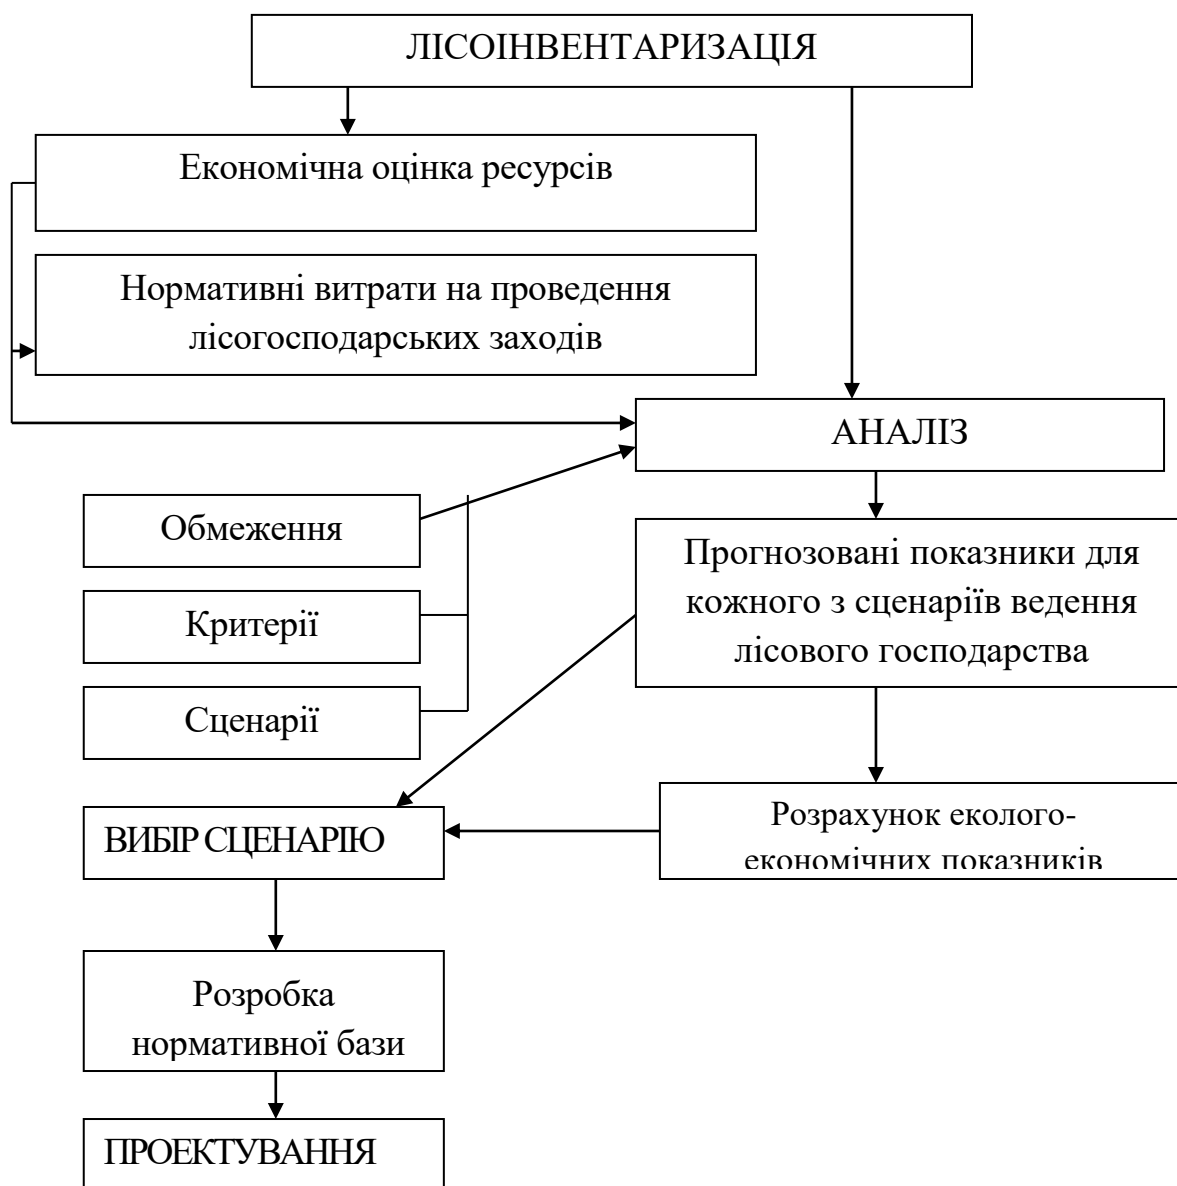 ЛІСОІНВЕНТАРИЗАЦІЯ
Економічна оцінка ресурсів
Нормативні витрати на проведення
лісогосподарських заходів
АНАЛІЗ
Обмеження
Критерії
Сценарії
Прогнозовані показники для
кожного з сценаріїв ведення
лісового господарства
ВИБІР СЦЕНАРІЮ
Розрахунок еколого-
економічних показників
Розробка
нормативної бази
ПРОЕКТУВАННЯ